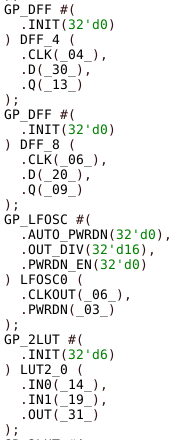 GP_DFF #(
  .INIT(32'd0)
) DFF_4 (
  .CLK(_04_),
  .D(_30_),
  .Q(_13_)
);
GP_DFF #(
  .INIT(32'd0)
) DFF_8 (
  .CLK(_06_),
  .D(_20_),
  .Q(_09_)
);
GP_LFOSC #(
  .AUTO_PWRDN(32'd0),
  .OUT_DIV(32'd16),
  .PWRDN_EN(32'd0)
) LFOSC0 (
  .CLKOUT(_06_),
  .PWRDN(_03_)
);
GP_2LUT #(
  .INIT(32'd6)
) LUT2_0 (
  .IN0(_14_),
  .IN1(_19_),
  .OUT(_31_)
);